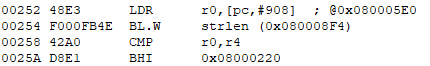 00252 48E3 LDR r0,[pc,#908] ; @0x080005E0
00254 F000FB4E BL.W strlen (0x080008F4)
00258 42A0 CMP r0,r4
0025A D8E1 BHI 0x08000220